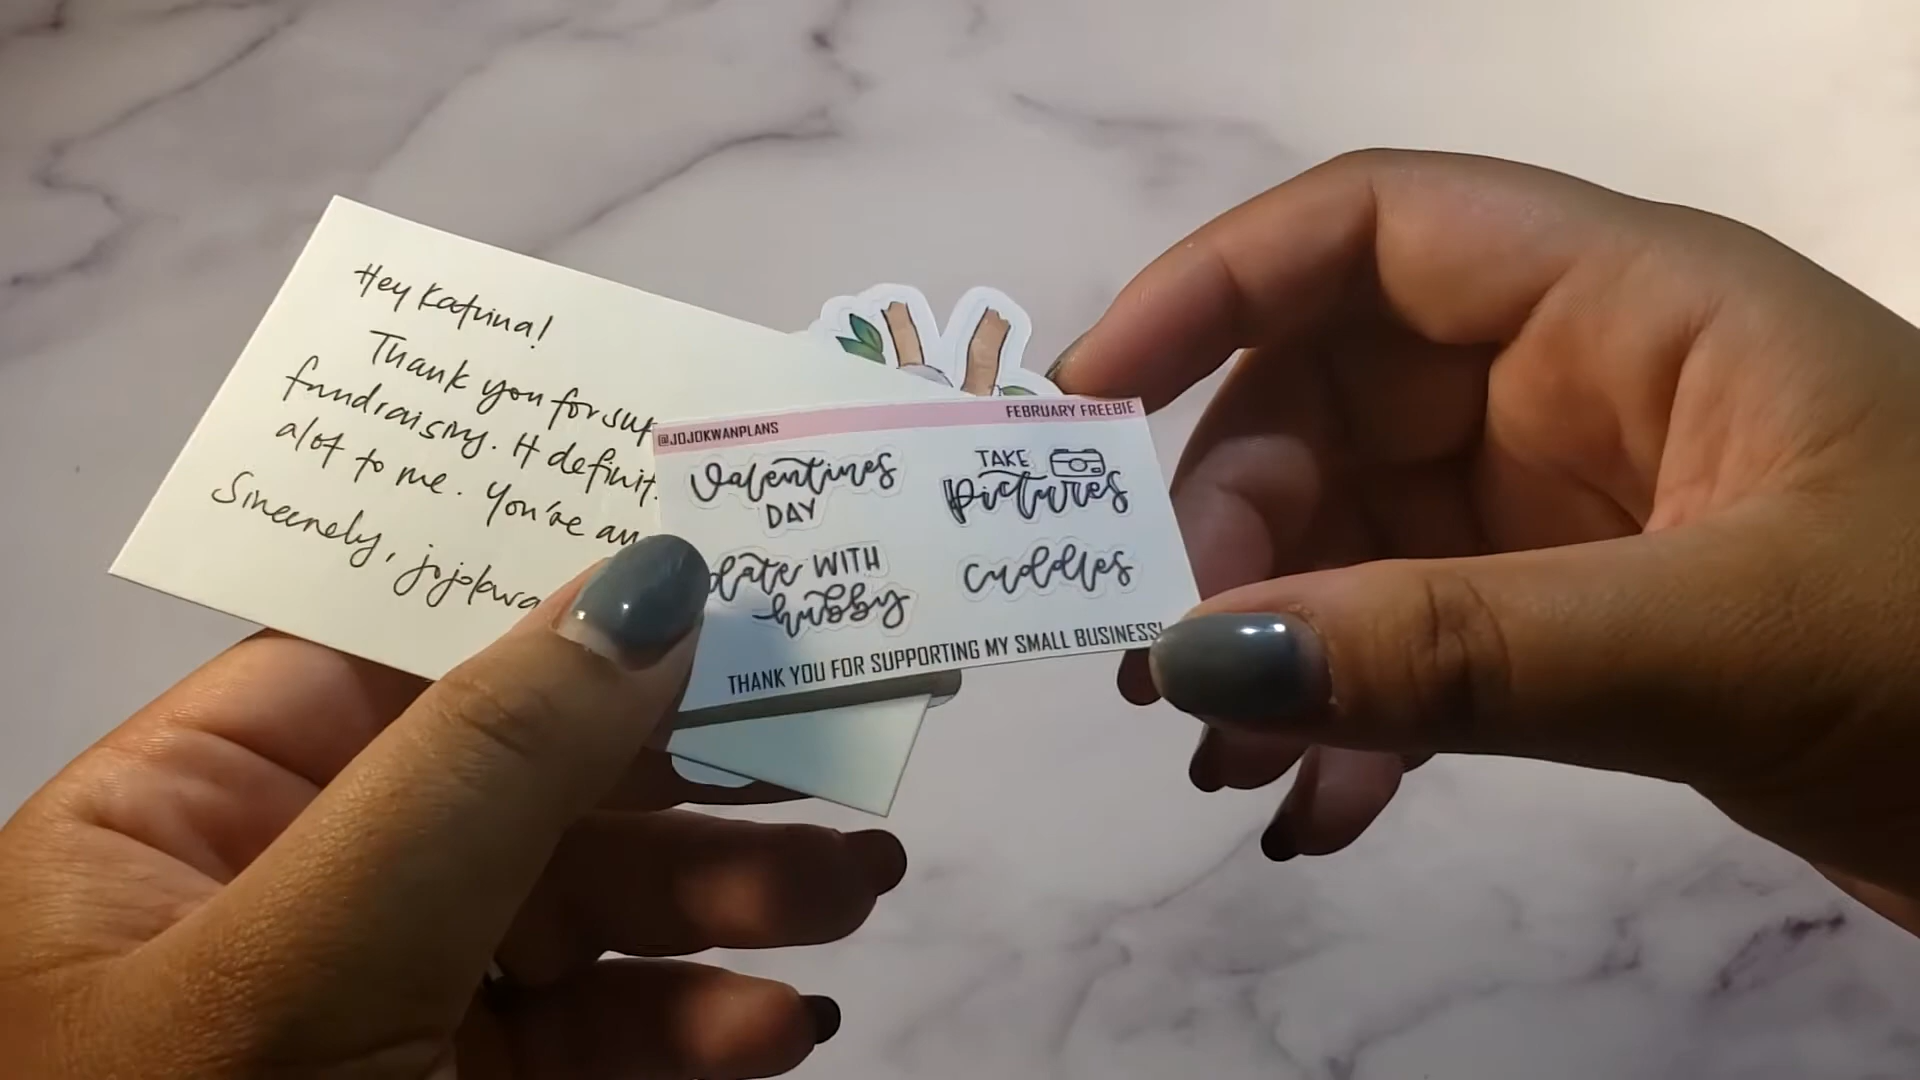 Hey Katrina!
Thank you for sup
fundraising. It definit
alot to me. You're an
Sincerely, jojokwa
@JOJOKWANPLANS
FEBRUARY FREEBIE
Valentines
DAY
TAKE
pictures
date WITH
hubby
cuddles
THANK YOU FOR SUPPORTING MY SMALL BUSINESS!